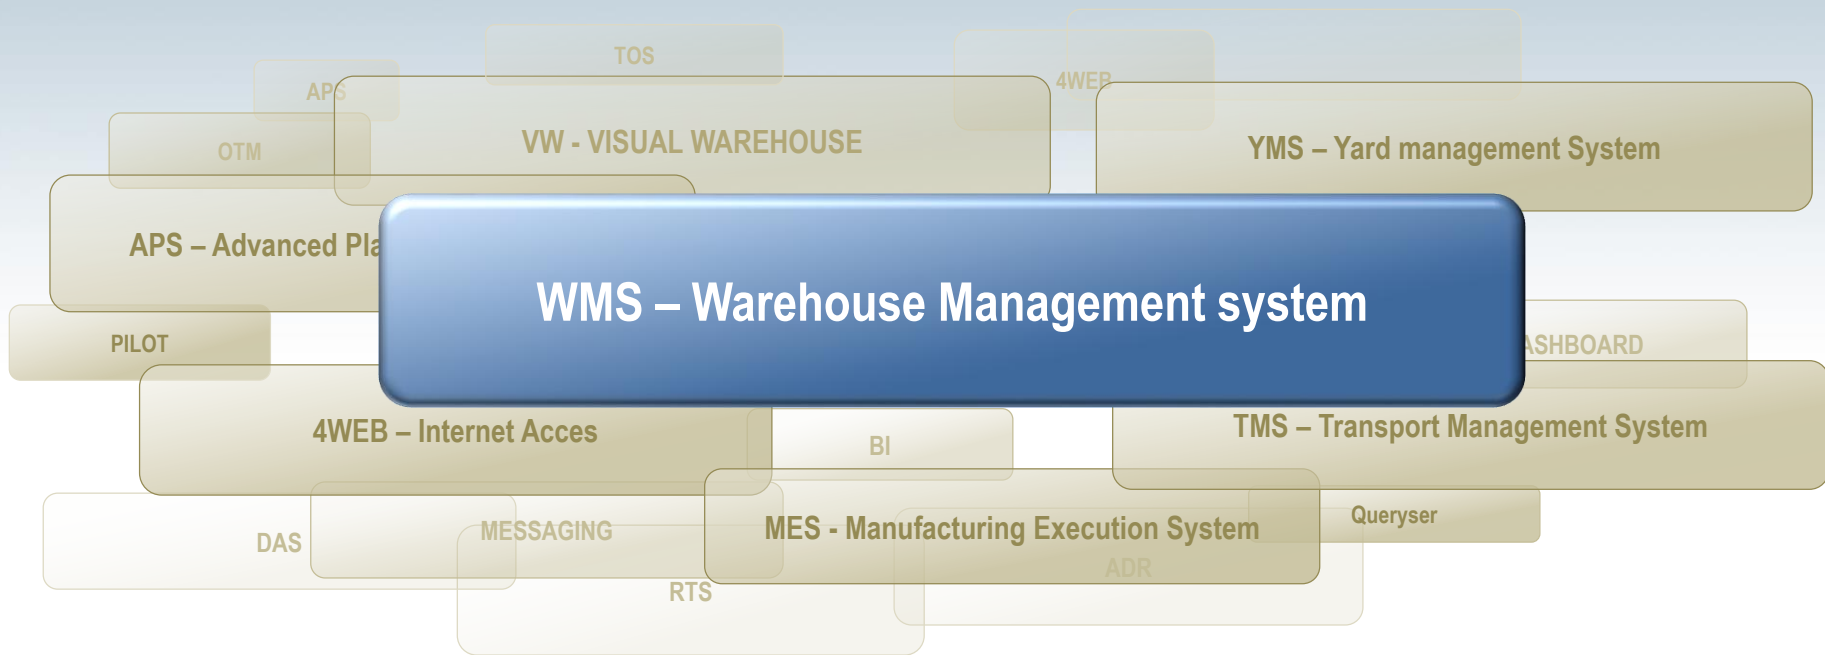 TOS
4WEB
APS
VW - VISUAL WAREHOUSE
YMS – Yard management System
OTM
APS – Advanced Pla
WMS – Warehouse Management system
PILOT
ASHBOARD
4WEB – Internet Acces
BI
TMS – Transport Management System
DAS
MESSAGING
MES - Manufacturing Execution System
Queryser
RTS
ADR